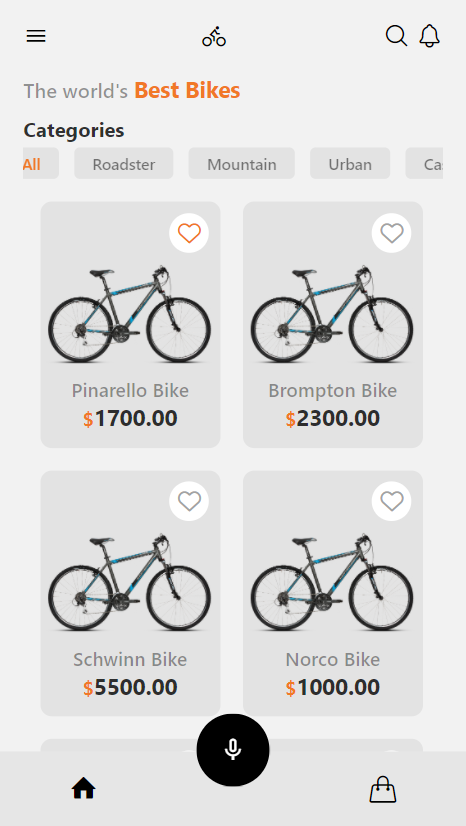 The world's Best Bikes
Categories
All Roadster Mountain Urban
Pinarello Bike Brompton Bike
$1700.00 $2300.00
Schwinn Bike Norco Bike
$5500.00 $1000.00